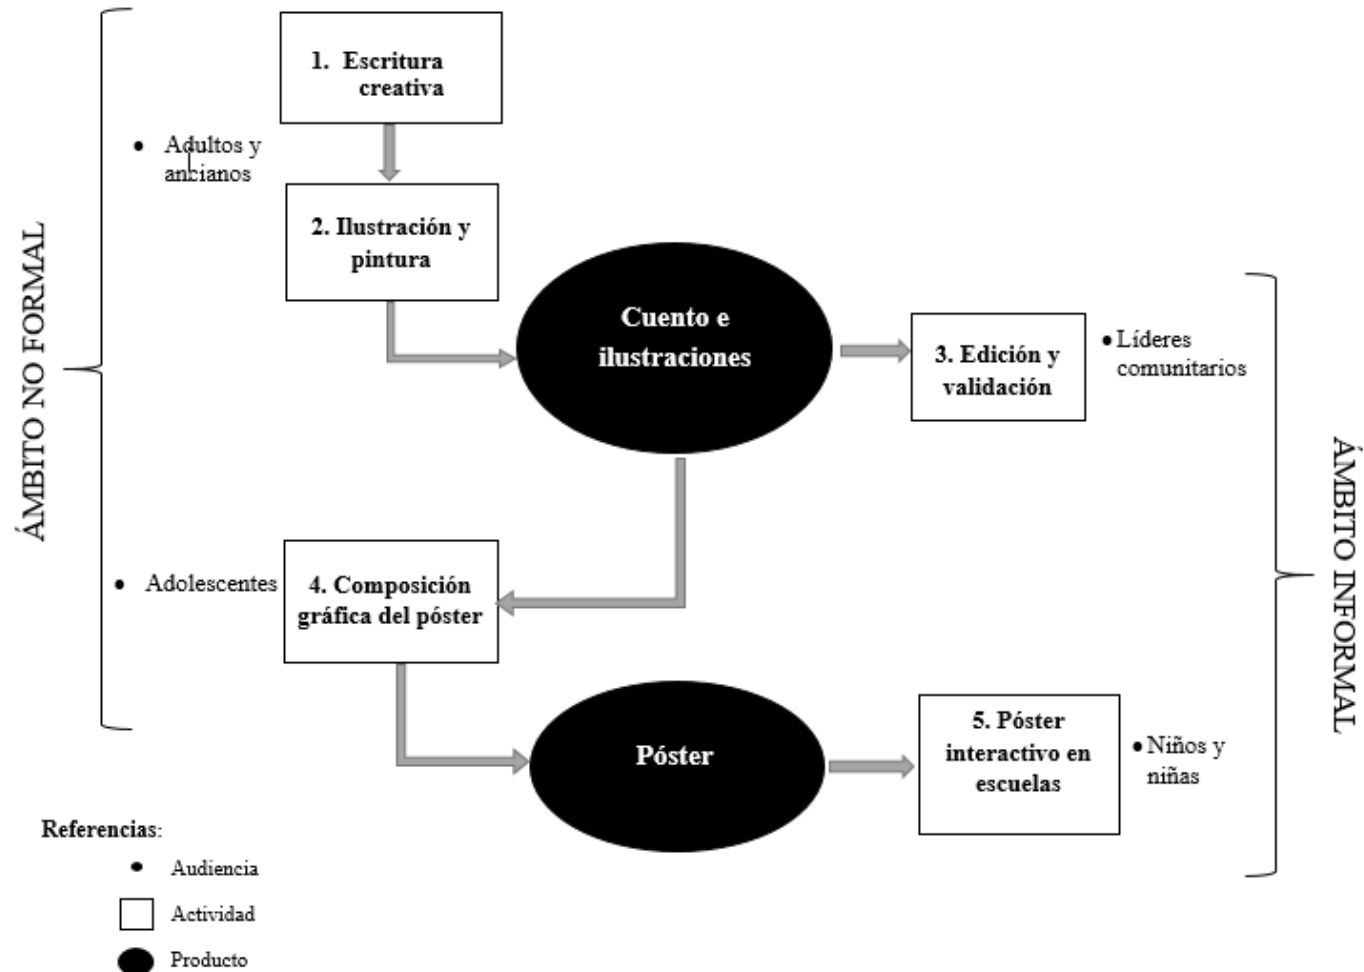 1. Escritura
creativa
• Adultos y
ancianos
2. Ilustración y
pintura
ÁMBITO NO FORMAL
Cuento e
ilustraciones
3. Edición y
validación
• Líderes
comunitarios
ÁMBITO INFORMAL
• Adolescentes
4. Composición
gráfica del póster
Póster
5. Póster
interactivo en
escuelas
• Niños y
niñas
Referencias:
• Audiencia
Actividad
Producto